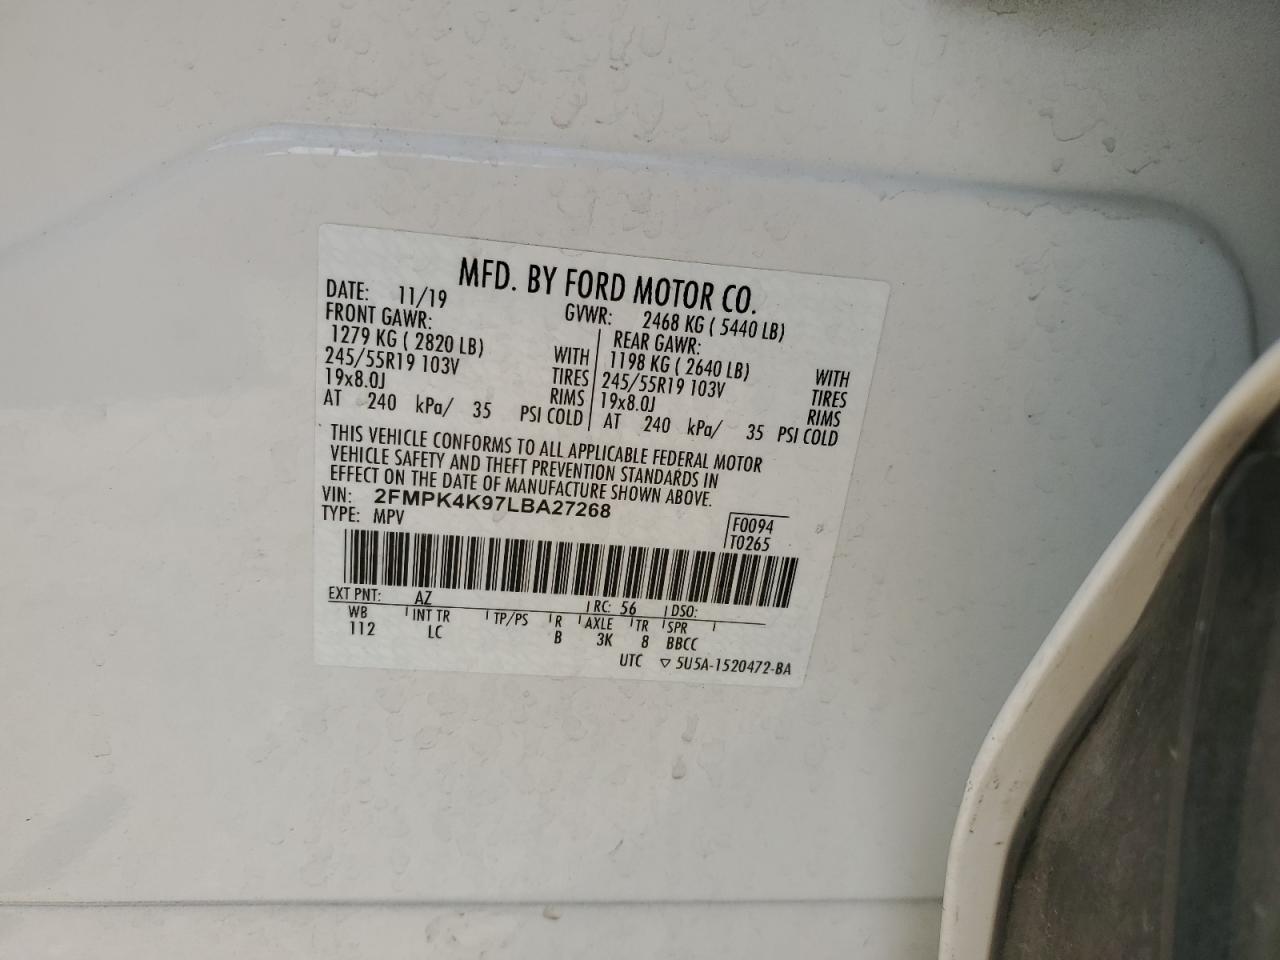 MFD. BY FORD MOTOR CO.
DATE: 11/19 GVWR: 2468 KG ( 5440 LB)
FRONT GAWR: REAR GAWR:
1279 KG ( 2820 LB) WITH 1198 KG ( 2640 LB) WITH
245/55R19 103V TIRES 245/55R19 103V TIRES
19x8.0J RIMS 19x8.0J RIMS
AT 240 kPa/ 35 PSI COLD AT 240 kPa/ 35 PSI COLD
THIS VEHICLE CONFORMS TO ALL APPLICABLE FEDERAL MOTOR
VEHICLE SAFETY AND THEFT PREVENTION STANDARDS IN
EFFECT ON THE DATE OF MANUFACTURE SHOWN ABOVE.
VIN: 2FMPK4K97LBA27268
TYPE: MPV
F0094
T0265
EXT PNT: AZ RC: 56 DSO:
WB INT TR TP/PS R AXLE TR SPR
112 LC B 3K 8 BBCC
UTC ▽ 5U5A-1520472-BA